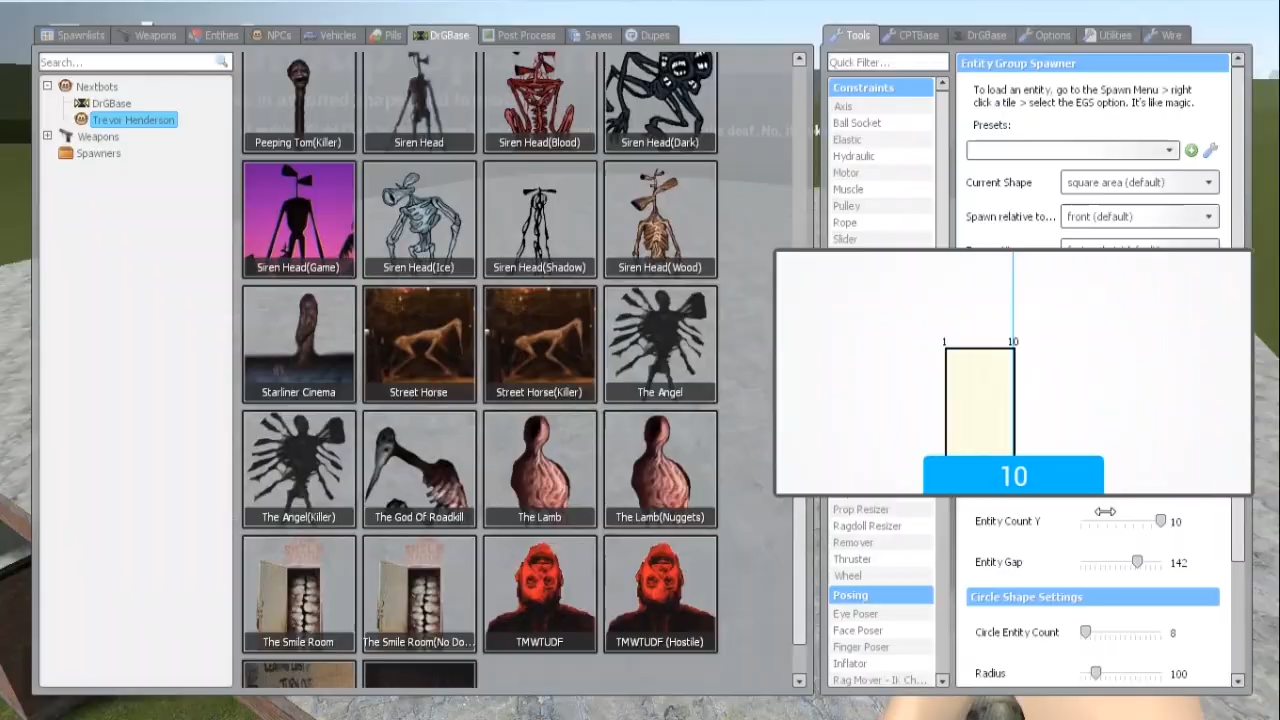 Spawnlists Weapons Entities NPCs Vehicles Pills DrGBase Post Process Saves Dupes
Search...
Nextbots
DrGBase
Trevor Henderson
Weapons
Spawners
Peeping Tom(Killer) Siren Head Siren Head(Blood) Siren Head(Dark)
Siren Head(Game) Siren Head(Ice) Siren Head(Shadow) Siren Head(Wood)
Starliner Cinema Street Horse Street Horse(Killer) The Angel
The Angel(Killer) The God Of Roadkill The Lamb The Lamb(Nuggets)
The Smile Room The Smile Room(No Do... TMWTUDF TMWTUDF (Hostile)
Tools CPTBase DrGBase Options Utilities Wire
Quick Filter...
Constraints
Axis
Ball Socket
Elastic
Hydraulic
Motor
Muscle
Pulley
Rope
Slider
Prop Resizer
Ragdoll Resizer
Remover
Thruster
Wheel
Posing
Eye Poser
Face Poser
Finger Poser
Inflator
Rag Mover - Ik Ch...
Entity Group Spawner
To load an entity, go to the Spawn Menu > right
click a tile > select the EGS option. It's like magic.
Presets:
Current Shape square area (default)
Spawn relative to... front (default)
1 10
10
Entity Count Y 10
Entity Gap 142
Circle Shape Settings
Circle Entity Count 8
Radius 100